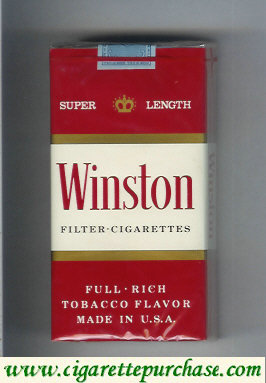 SUPER LENGTH
Winston
FILTER-CIGARETTES
FULL·RICH
TOBACCO FLAVOR
MADE IN U.S.A.
www.cigarettepurchase.com